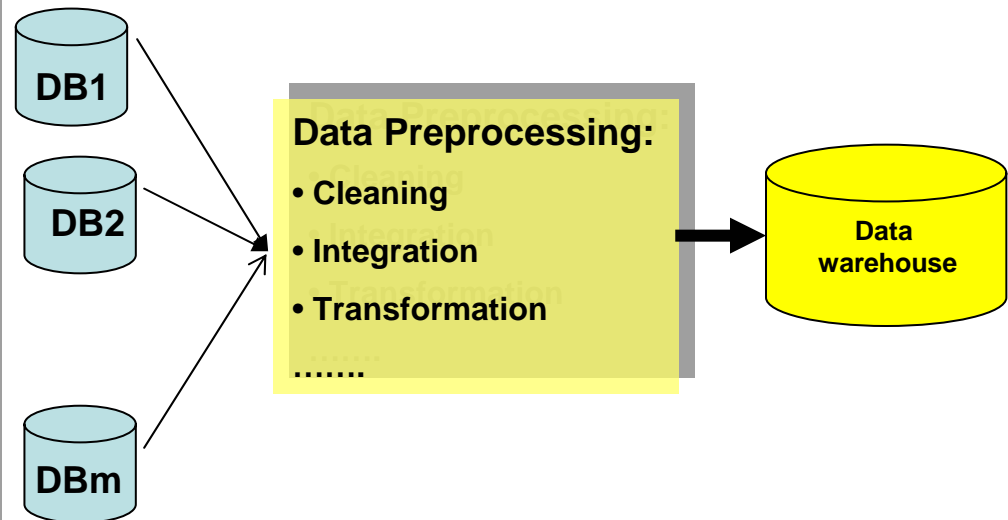 DB1
DB2
DBm
Data Preprocessing:
• Cleaning
• Integration
• Transformation
…….
Data
warehouse